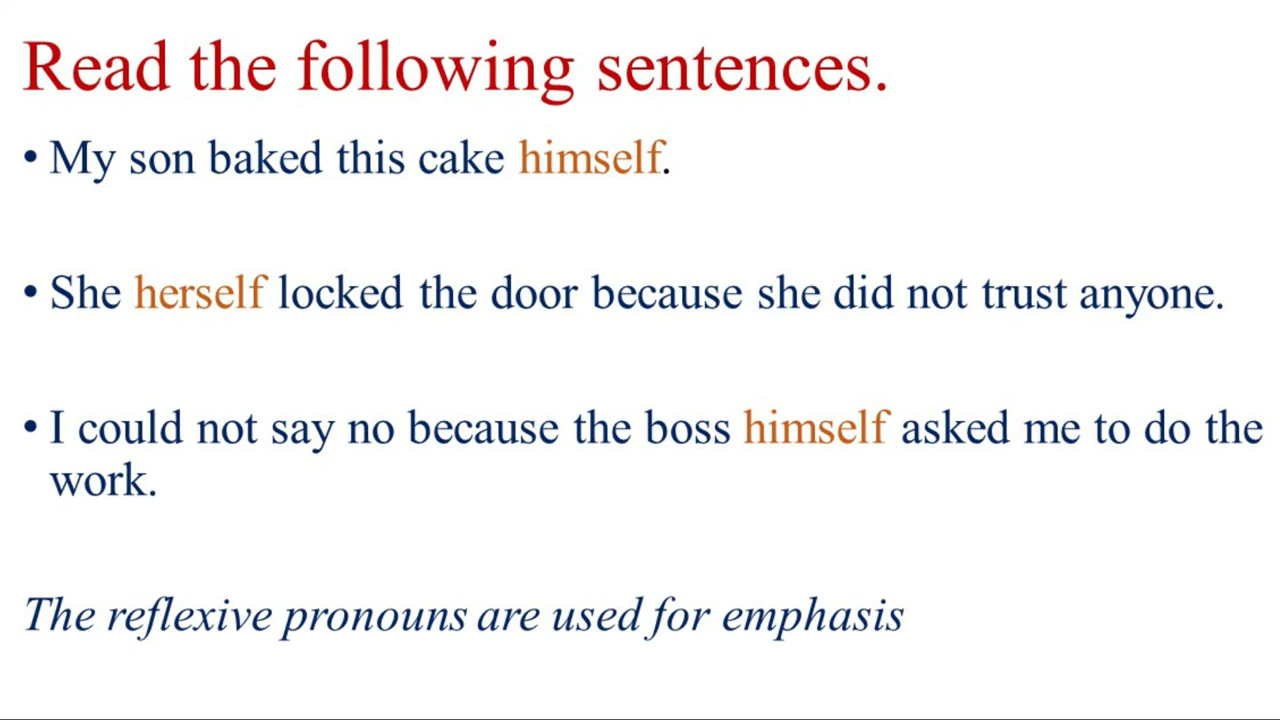 Read the following sentences.
• My son baked this cake himself.
• She herself locked the door because she did not trust anyone.
• I could not say no because the boss himself asked me to do the
work.
The reflexive pronouns are used for emphasis